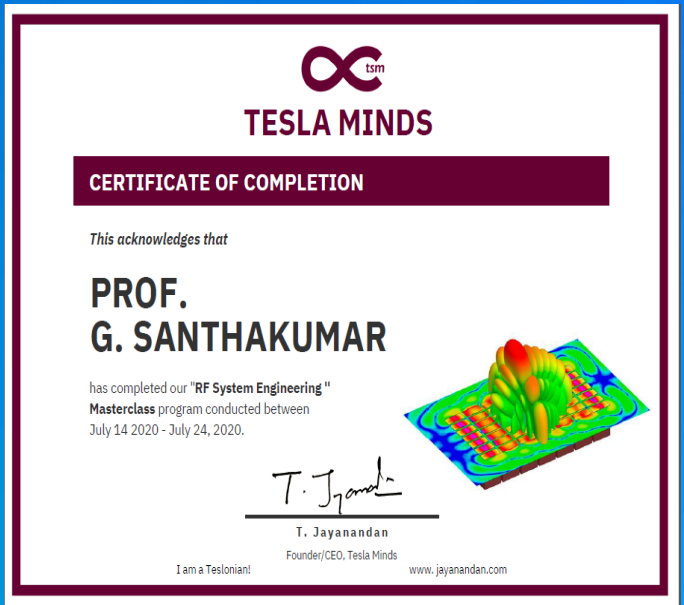 tsm
TESLA MINDS
CERTIFICATE OF COMPLETION
This acknowledges that
PROF.
G. SANTHAKUMAR
has completed our "RF System Engineering "
Masterclass program conducted between
July 14 2020 - July 24, 2020.
T. Jayanandan
Founder/CEO, Tesla Minds
I am a Teslonian!
www. jayanandan.com